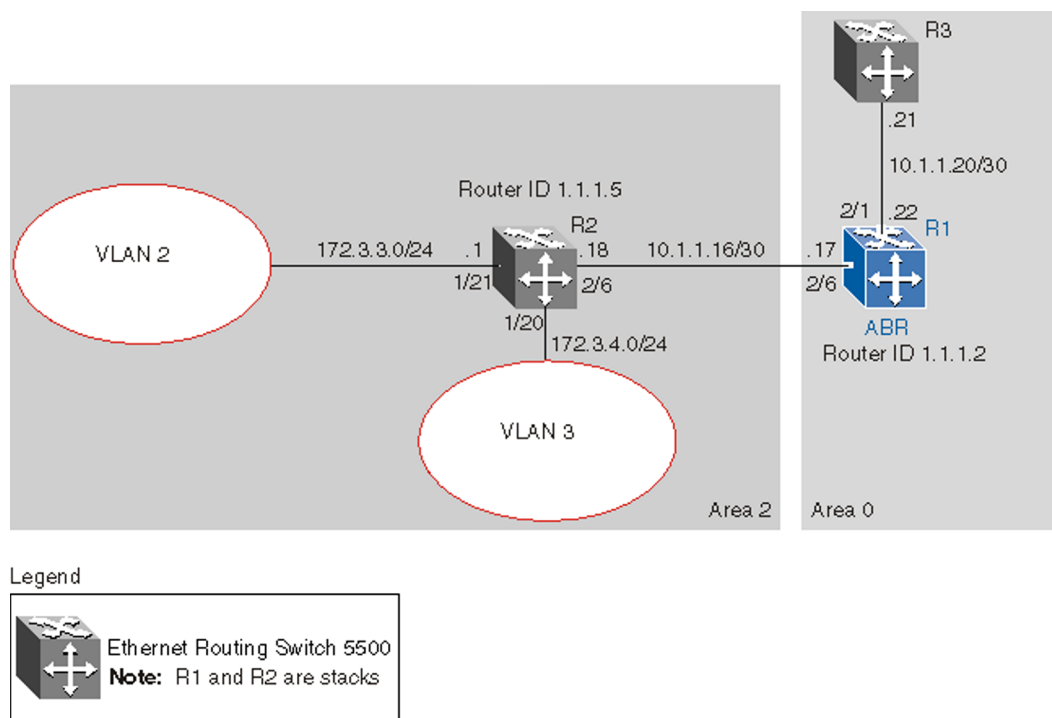 R3
.21
10.1.1.20/30
Router ID 1.1.1.5
2/1 .22
R2
R1
VLAN 2
172.3.3.0/24 .1
.18 10.1.1.16/30 .17
1/21
2/6
2/6
1/20
ABR
172.3.4.0/24
Router ID 1.1.1.2
VLAN 3
Area 2
Area 0
Legend
Ethernet Routing Switch 5500
Note: R1 and R2 are stacks